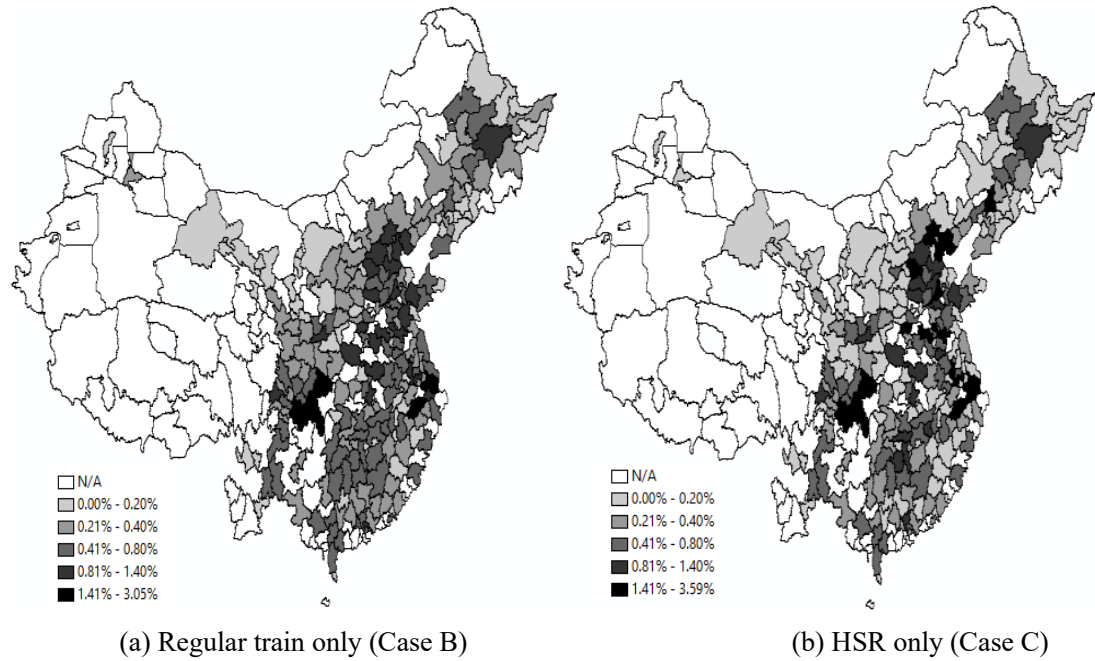 N/A
0.00% - 0.20%
0.21% - 0.40%
0.41% - 0.80%
0.81% - 1.40%
1.41% - 3.05%
(a) Regular train only (Case B)
N/A
0.00% - 0.20%
0.21% - 0.40%
0.41% - 0.80%
0.81% - 1.40%
1.41% - 3.59%
(b) HSR only (Case C)